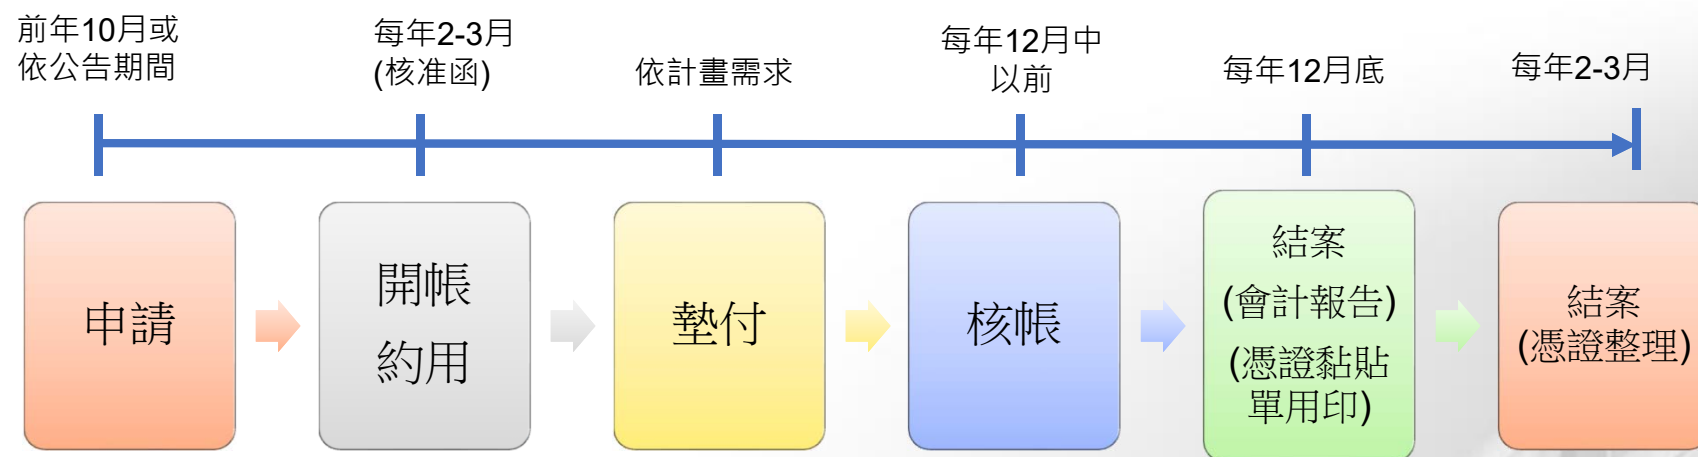 前年10月或
依公告期間
每年2-3月
(核准函)
依計畫需求
每年12月中
以前
每年12月底
每年2-3月
申請
開帳
約用
墊付
核帳
結案
(會計報告)
(憑證黏貼
單用印)
結案
(憑證整理)